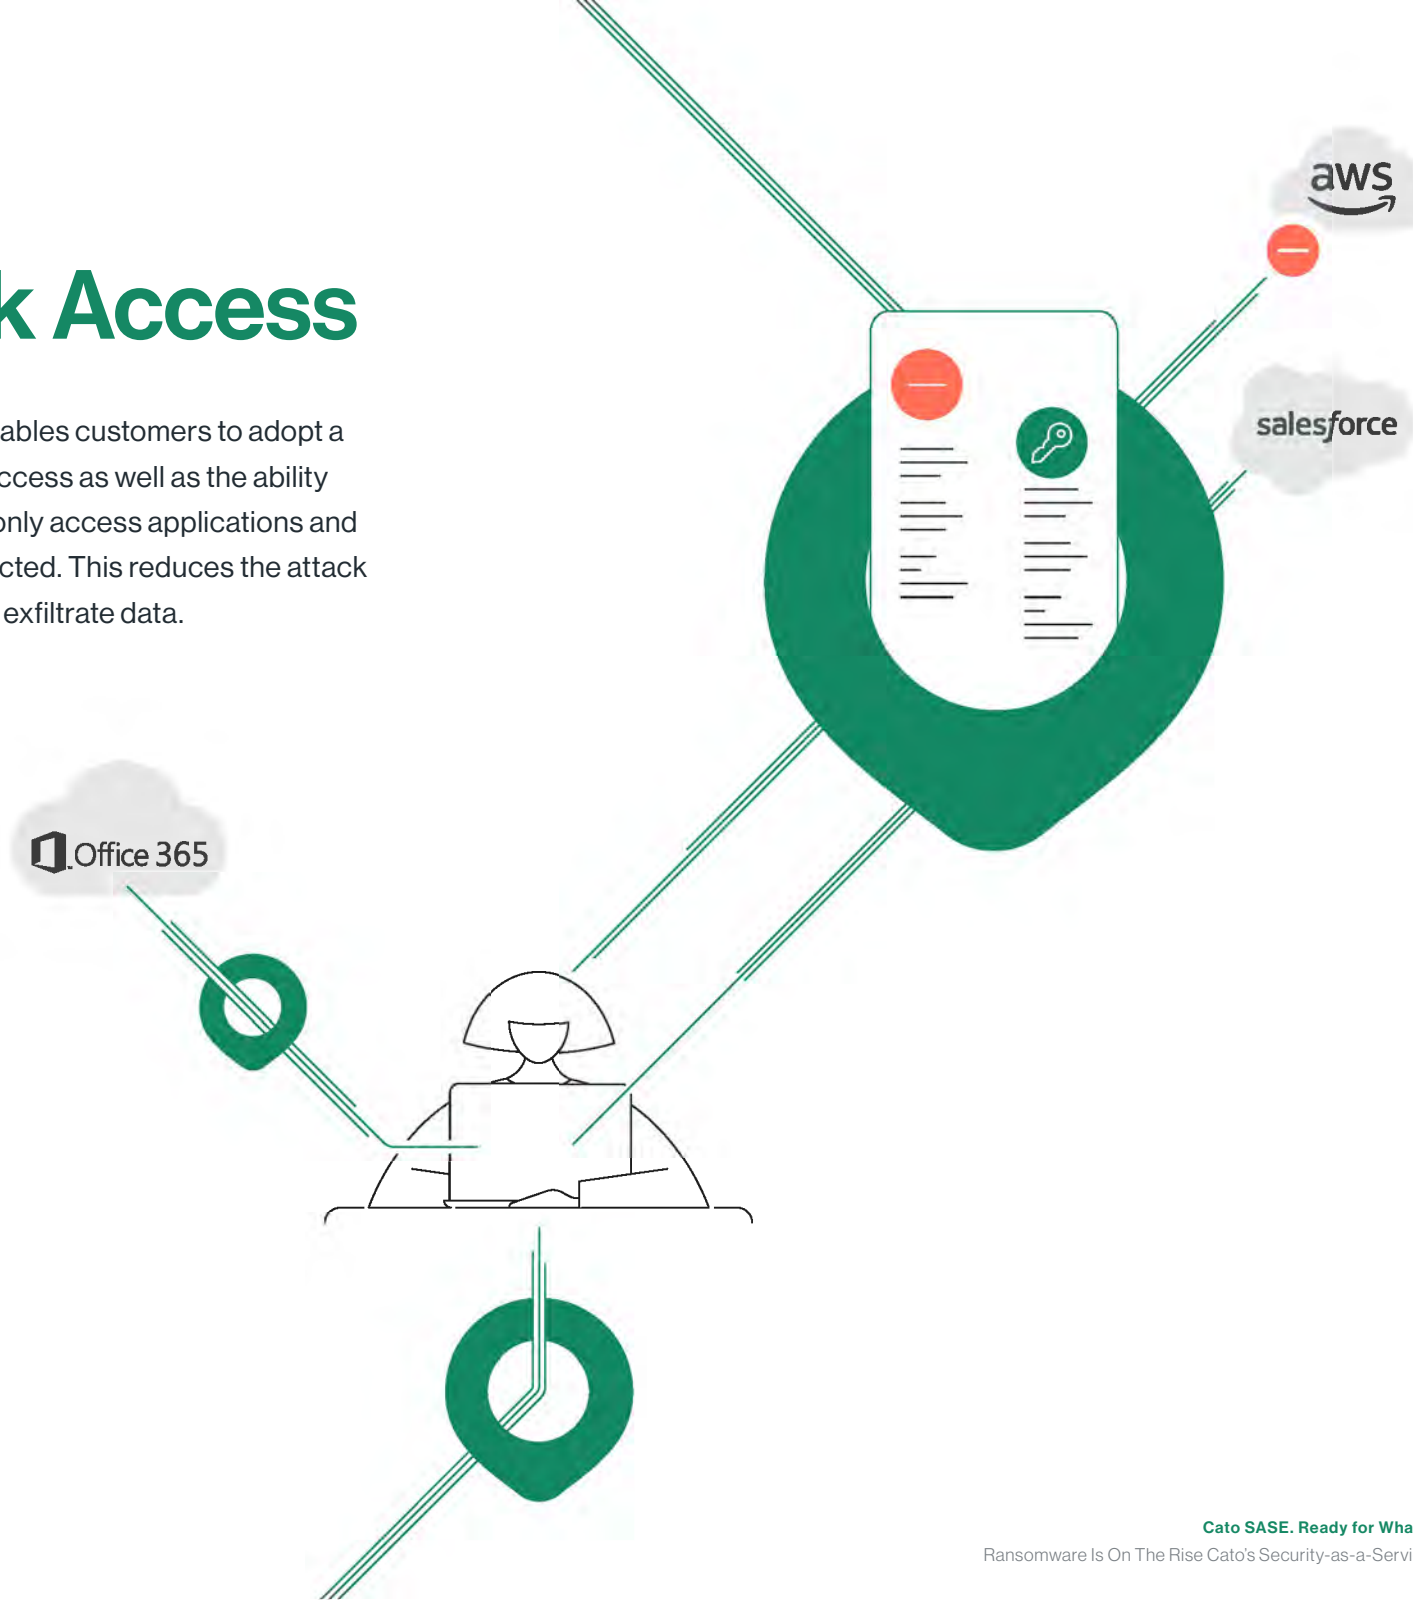 k Access
ables customers to adopt a
ccess as well as the ability
only access applications and
cted. This reduces the attack
exfiltrate data.
aws
salesforce
Office 365
Cato SASE. Ready for Wha
Ransomware Is On The Rise Cato's Security-as-a-Servi